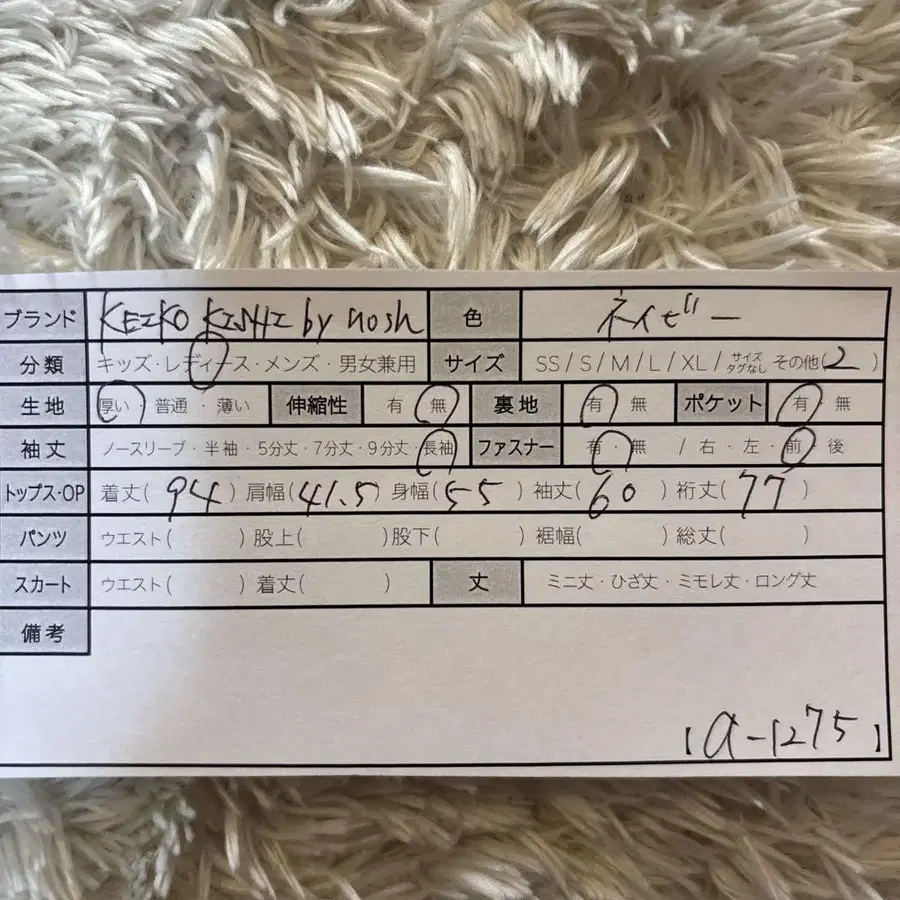 ブランド KEIKO KISHI by nosh 色 ネイビー
分類 キッズ・レディース・メンズ・男女兼用 サイズ SS / S / M / L / XL / サイズタグなし その他(2)
生地 厚い・普通・薄い 伸縮性 有・無 裏地 有・無 ポケット 有・無
袖丈 ノースリーブ・半袖・5分丈・7分丈・9分丈・長袖 ファスナー 有・無 / 右・左・前・後
トップス・OP 着丈(94) 肩幅(41.5) 身幅(55) 袖丈(60) 裄丈(77)
パンツ ウエスト( ) 股上( ) 股下( ) 裾幅( ) 総丈( )
スカート ウエスト( ) 着丈( ) 丈 ミニ丈・ひざ丈・ミモレ丈・ロング丈
備考
【a-1275】